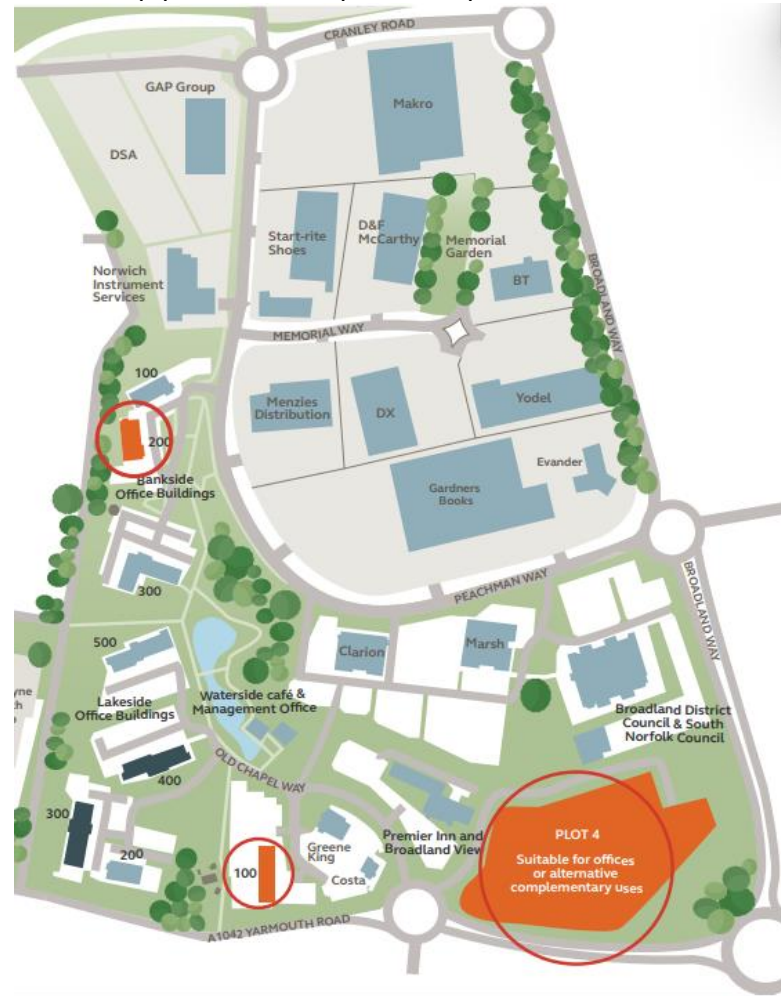 CRANLEY ROAD
GAP Group
Makro
DSA
Start-rite
Shoes
D&F
McCarthy
Memorial
Garden
BROADLAND WAY
Norwich
Instrument
Services
BT
MEMORIAL WAY
100
Menzies
Distribution
DX
Yodel
200
Bankside
Office Buildings
Gardners
Books
Evander
300
PEACHMAN WAY
BROADLAND WAY
500
Clarion
Marsh
Lakeside
Office Buildings
Waterside café &
Management Office
Broadland District
Council & South
Norfolk Council
400
OLD CHAPEL WAY
300
200
100
Greene
King
Costa
Premier Inn and
Broadland View
PLOT 4
Suitable for offices
or alternative
complementary uses
A1042 YARMOUTH ROAD